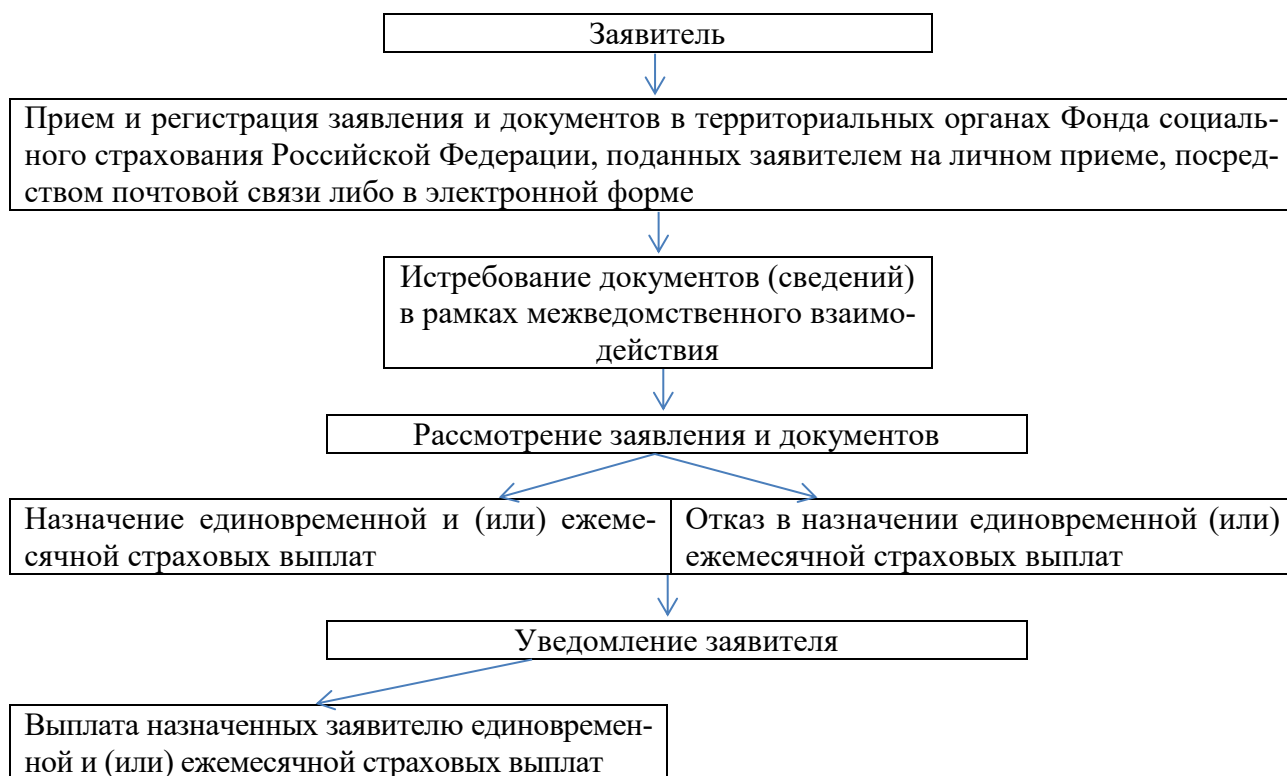 Заявитель
Прием и регистрация заявления и документов в территориальных органах Фонда социаль-
ного страхования Российской Федерации, поданных заявителем на личном приеме, посред-
ством почтовой связи либо в электронной форме
Истребование документов (сведений)
в рамках межведомственного взаимо-
действия
Рассмотрение заявления и документов
Назначение единовременной и (или) ежеме-
сячной страховых выплат
Отказ в назначении единовременной (или)
ежемесячной страховых выплат
Уведомление заявителя
Выплата назначенных заявителю единовремен-
ной и (или) ежемесячной страховых выплат